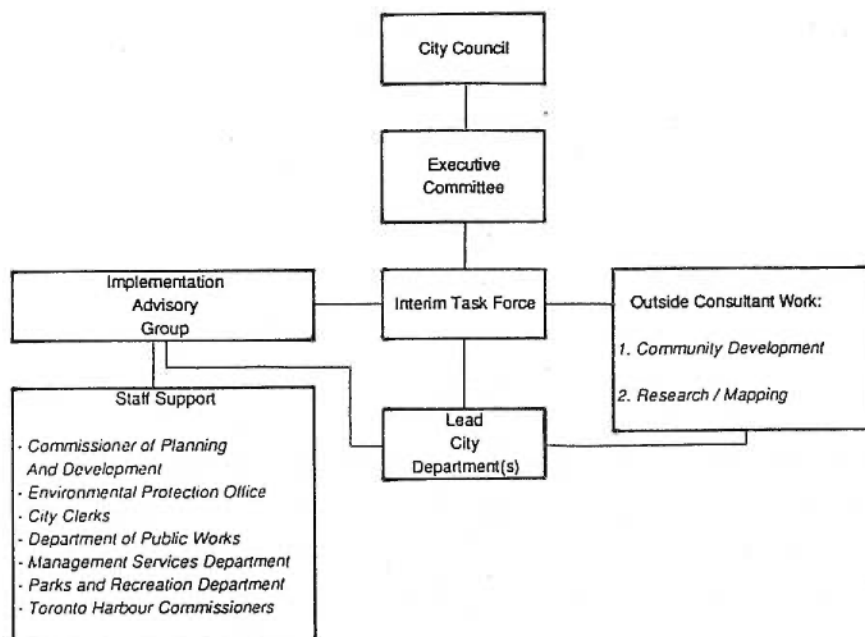 City Council
Executive
Committee
Implementation
Advisory
Group
Interim Task Force
Outside Consultant Work:
1. Community Development
2. Research / Mapping
Lead
City
Department(s)
Staff Support
- Commissioner of Planning
And Development
- Environmental Protection Office
- City Clerks
- Department of Public Works
- Management Services Department
- Parks and Recreation Department
- Toronto Harbour Commissioners